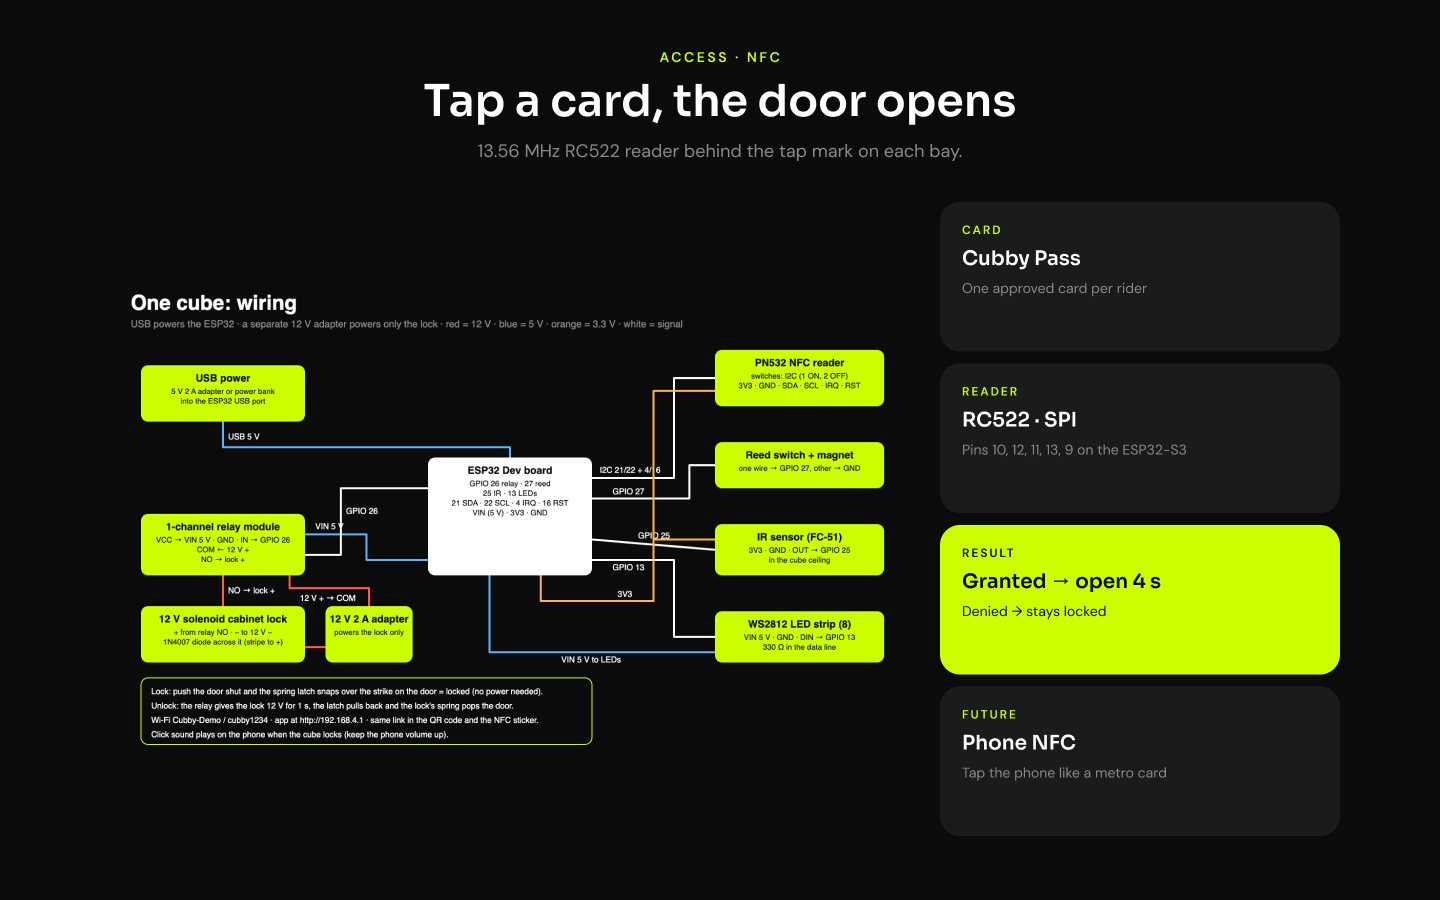 ACCESS · NFC
Tap a card, the door opens
13.56 MHz RC522 reader behind the tap mark on each bay.
One cube: wiring
USB powers the ESP32 · a separate 12 V adapter powers only the lock · red = 12 V · blue = 5 V · orange = 3.3 V · white = signal
USB power
5 V 2 A adapter or power bank
into the ESP32 USB port
USB 5 V
1-channel relay module
VCC → VIN 5 V · GND · IN → GPIO 26
COM ← 12 V +
NO → lock +
GPIO 26
VIN 5 V
NO → lock +
12 V + → COM
12 V solenoid cabinet lock
+ from relay NO · − to 12 V −
1N4007 diode across it (stripe to +)
12 V 2 A adapter
powers the lock only
ESP32 Dev board
GPIO 26 relay · 27 reed
25 IR · 13 LEDs
21 SDA · 22 SCL · 4 IRQ · 16 RST
VIN (5 V) · 3V3 · GND
I2C 21/22 + 4/16
GPIO 27
GPIO 25
GPIO 13
3V3
VIN 5 V to LEDs
PN532 NFC reader
switches: I2C (1 ON, 2 OFF)
3V3 · GND · SDA · SCL · IRQ · RST
Reed switch + magnet
one wire → GPIO 27, other → GND
IR sensor (FC-51)
3V3 · GND · OUT → GPIO 25
in the cube ceiling
WS2812 LED strip (8)
VIN 5 V · GND · DIN → GPIO 13
330 Ω in the data line
Lock: push the door shut and the spring latch snaps over the strike on the door = locked (no power needed).
Unlock: the relay gives the lock 12 V for 1 s, the latch pulls back and the lock's spring pops the door.
Wi-Fi Cubby-Demo / cubby1234 · app at http://192.168.4.1 · same link in the QR code and the NFC sticker.
Click sound plays on the phone when the cube locks (keep the phone volume up).
CARD
Cubby Pass
One approved card per rider
READER
RC522 · SPI
Pins 10, 12, 11, 13, 9 on the ESP32-S3
RESULT
Granted → open 4 s
Denied → stays locked
FUTURE
Phone NFC
Tap the phone like a metro card